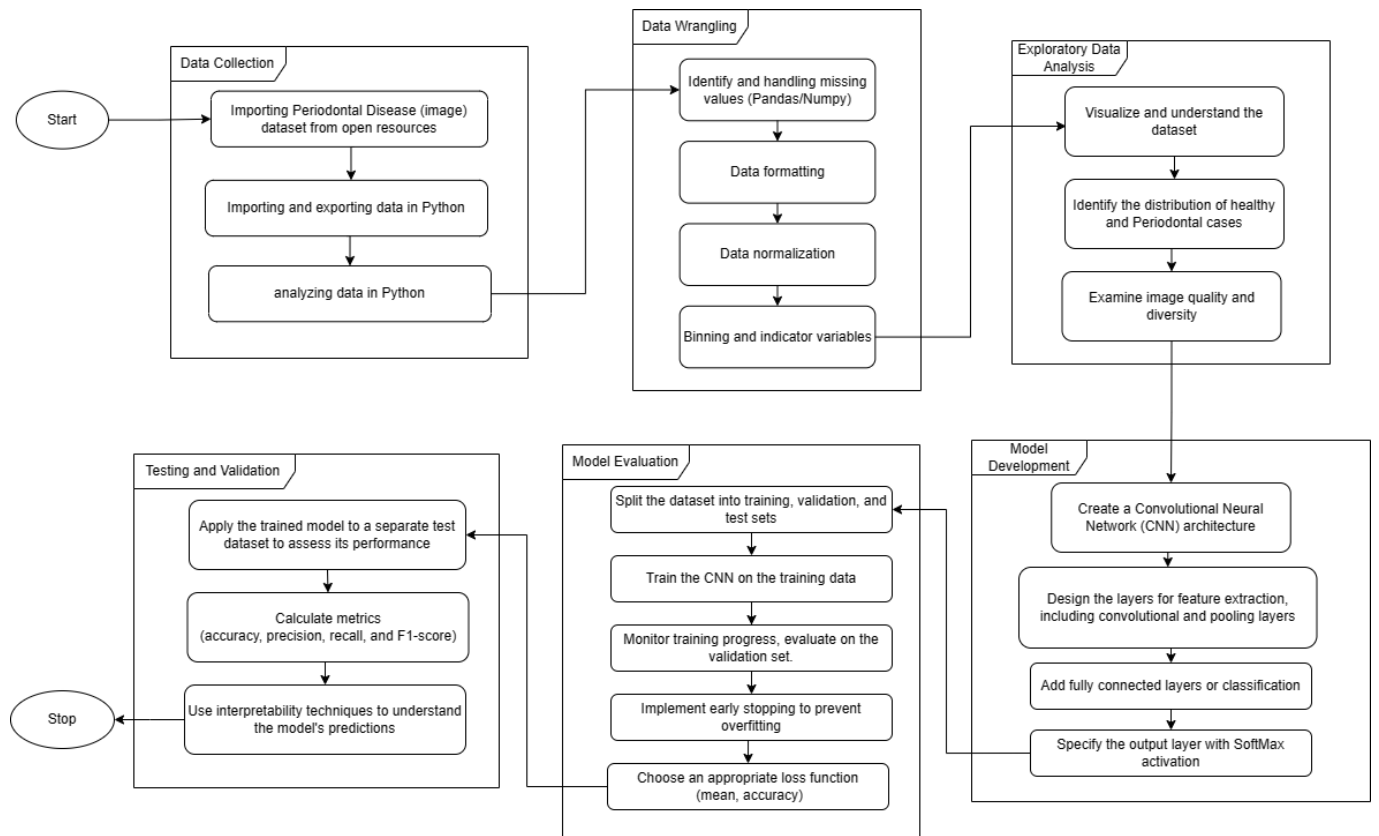 Data Collection
Start
Importing Periodontal Disease (image)
dataset from open resources
Importing and exporting data in Python
analyzing data in Python
Data Wrangling
Identify and handling missing
values (Pandas/Numpy)
Data formatting
Data normalization
Binning and indicator variables
Exploratory Data
Analysis
Visualize and understand the
dataset
Identify the distribution of healthy
and Periodontal cases
Examine image quality and
diversity
Model
Development
Create a Convolutional Neural
Network (CNN) architecture
Design the layers for feature extraction,
including convolutional and pooling layers
Add fully connected layers or classification
Specify the output layer with SoftMax
activation
Model Evaluation
Split the dataset into training, validation, and
test sets
Train the CNN on the training data
Monitor training progress, evaluate on the
validation set.
Implement early stopping to prevent
overfitting
Choose an appropriate loss function
(mean, accuracy)
Testing and Validation
Apply the trained model to a separate test
dataset to assess its performance
Calculate metrics
(accuracy, precision, recall, and F1-score)
Use interpretability techniques to understand
the model's predictions
Stop